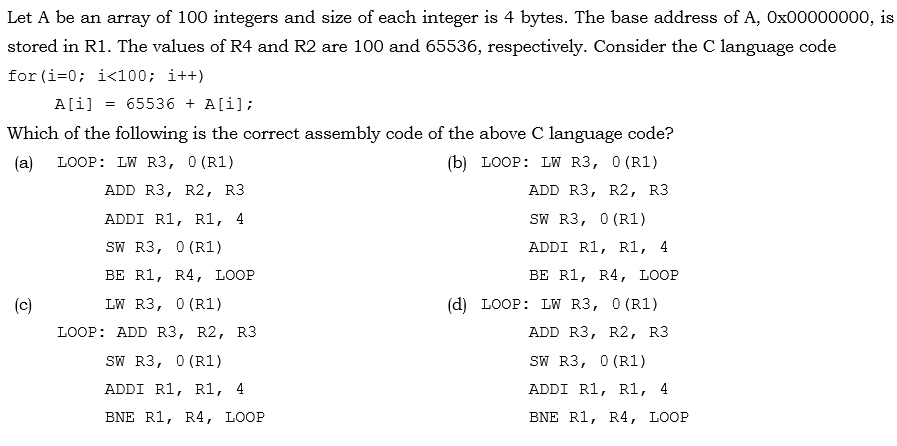 Let A be an array of 100 integers and size of each integer is 4 bytes. The base address of A, 0x00000000, is
stored in R1. The values of R4 and R2 are 100 and 65536, respectively. Consider the C language code
for(i=0; i<100; i++)
A[i] = 65536 + A[i];
Which of the following is the correct assembly code of the above C language code?
(a) LOOP: LW R3, 0(R1)
ADD R3, R2, R3
ADDI R1, R1, 4
SW R3, 0(R1)
BE R1, R4, LOOP
(b) LOOP: LW R3, 0(R1)
ADD R3, R2, R3
SW R3, 0(R1)
ADDI R1, R1, 4
BE R1, R4, LOOP
(c) LW R3, 0(R1)
LOOP: ADD R3, R2, R3
SW R3, 0(R1)
ADDI R1, R1, 4
BNE R1, R4, LOOP
(d) LOOP: LW R3, 0(R1)
ADD R3, R2, R3
SW R3, 0(R1)
ADDI R1, R1, 4
BNE R1, R4, LOOP